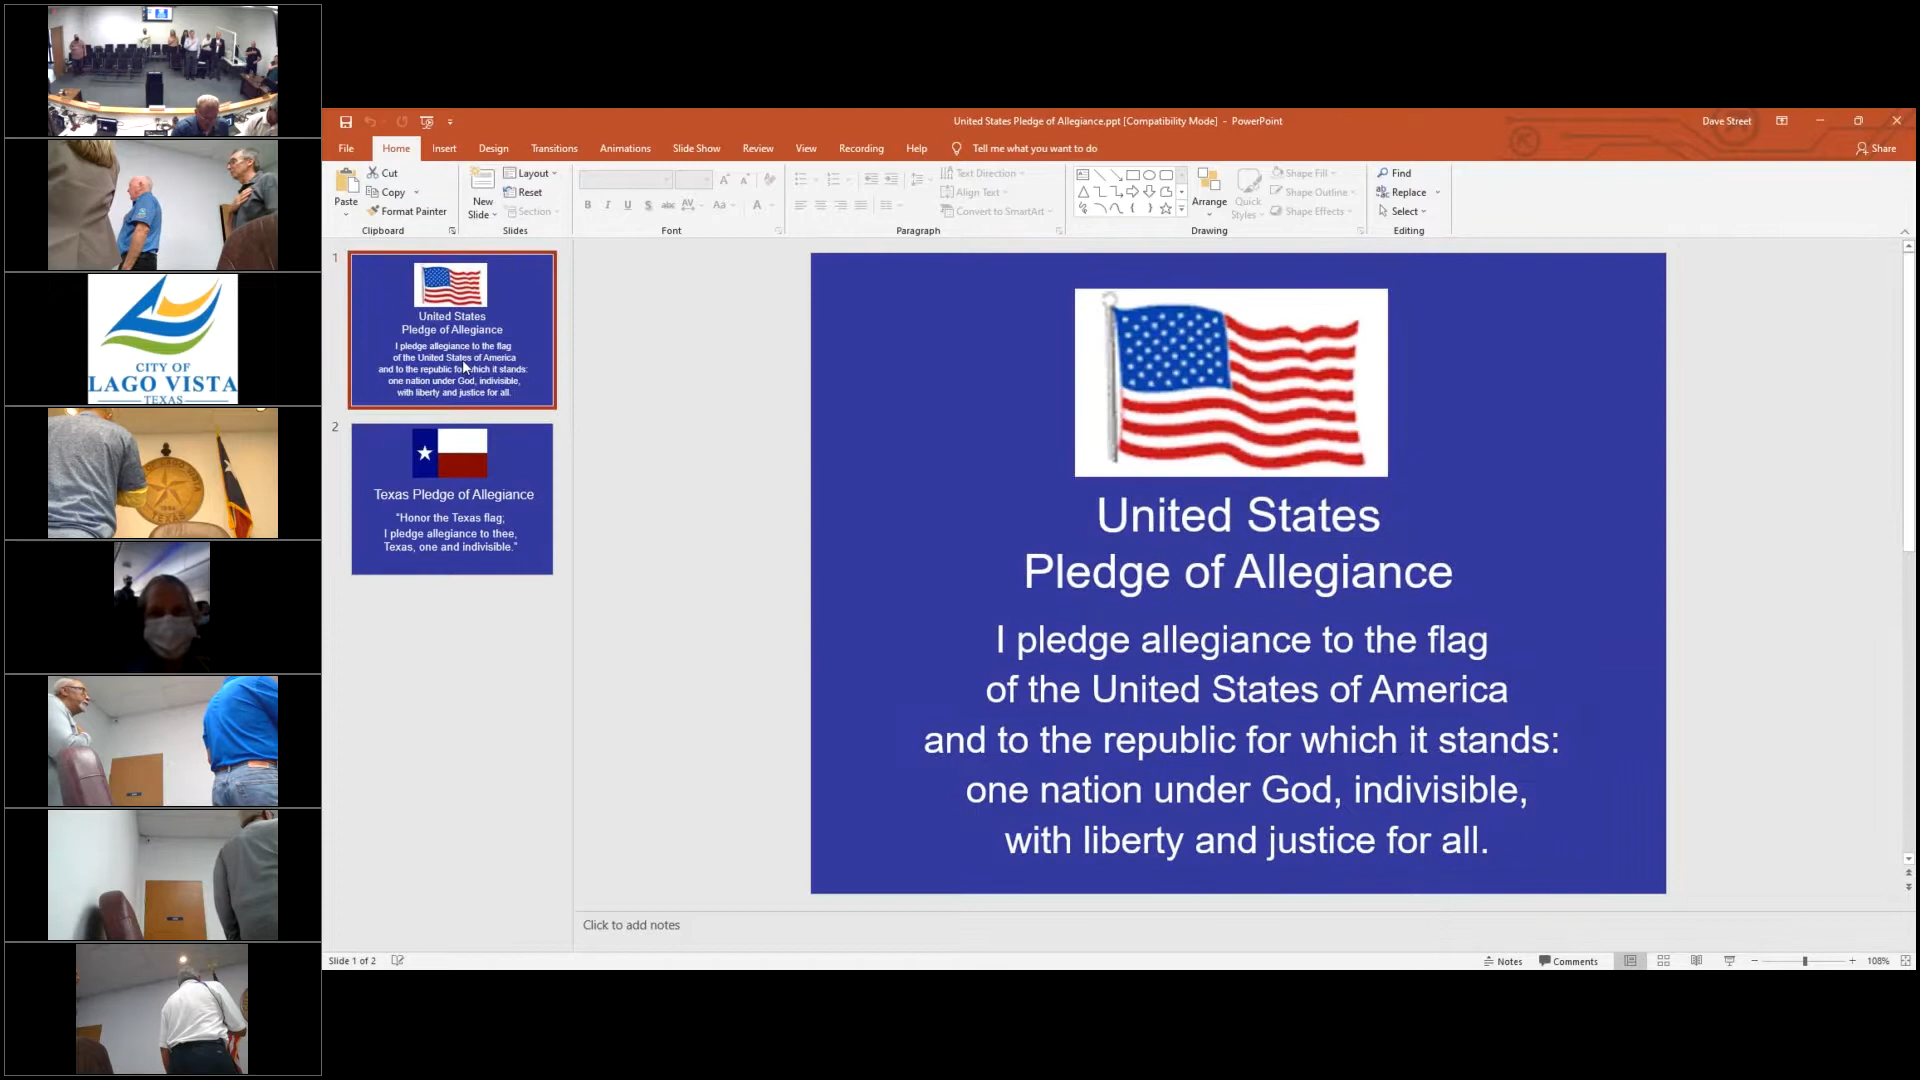 CITY OF
LAGO VISTA
TEXAS
United States Pledge of Allegiance.ppt [Compatibility Mode] - PowerPoint
Dave Street
File Home Insert Design Transitions Animations Slide Show Review View Recording Help Tell me what you want to do
Share
Paste
Cut
Copy
Format Painter
Clipboard
New
Slide
Layout
Reset
Section
Slides
B I U S abc AV Aa A
Font
Text Direction
Align Text
Convert to SmartArt
Paragraph
Arrange
Quick
Styles
Shape Fill
Shape Outline
Shape Effects
Drawing
Find
Replace
Select
Editing
1
United States
Pledge of Allegiance
I pledge allegiance to the flag
of the United States of America
and to the republic for which it stands:
one nation under God, indivisible,
with liberty and justice for all.
2
Texas Pledge of Allegiance
"Honor the Texas flag;
I pledge allegiance to thee,
Texas, one and indivisible."
United States
Pledge of Allegiance
I pledge allegiance to the flag
of the United States of America
and to the republic for which it stands:
one nation under God, indivisible,
with liberty and justice for all.
Click to add notes
Slide 1 of 2
Notes
Comments
108%